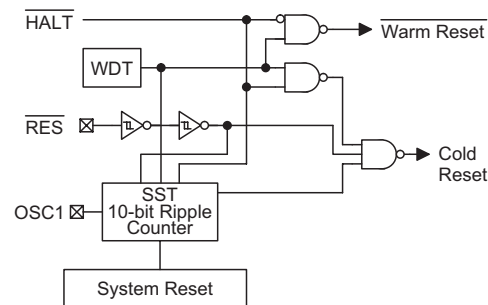 HALT
Warm Reset
WDT
RES
Cold
Reset
SST
10-bit Ripple
Counter
OSC1
System Reset